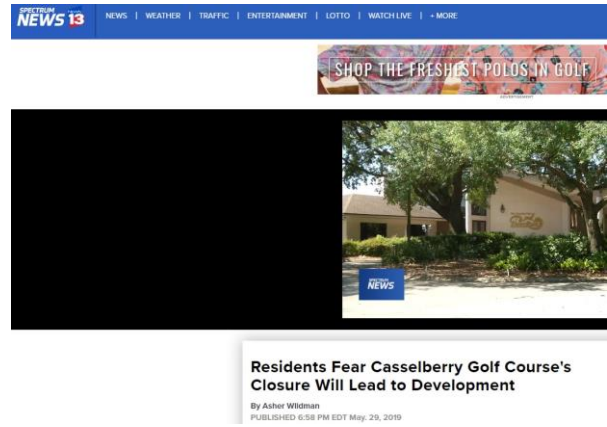 SPECTRUM
NEWS 13
NEWS | WEATHER | TRAFFIC | ENTERTAINMENT | LOTTO | WATCH LIVE | + MORE
SHOP THE FRESHEST POLOS IN GOLF
ADVERTISEMENT
SPECTRUM
NEWS
Residents Fear Casselberry Golf Course's
Closure Will Lead to Development
By Asher Wildman
PUBLISHED 6:58 PM EDT May. 29, 2019